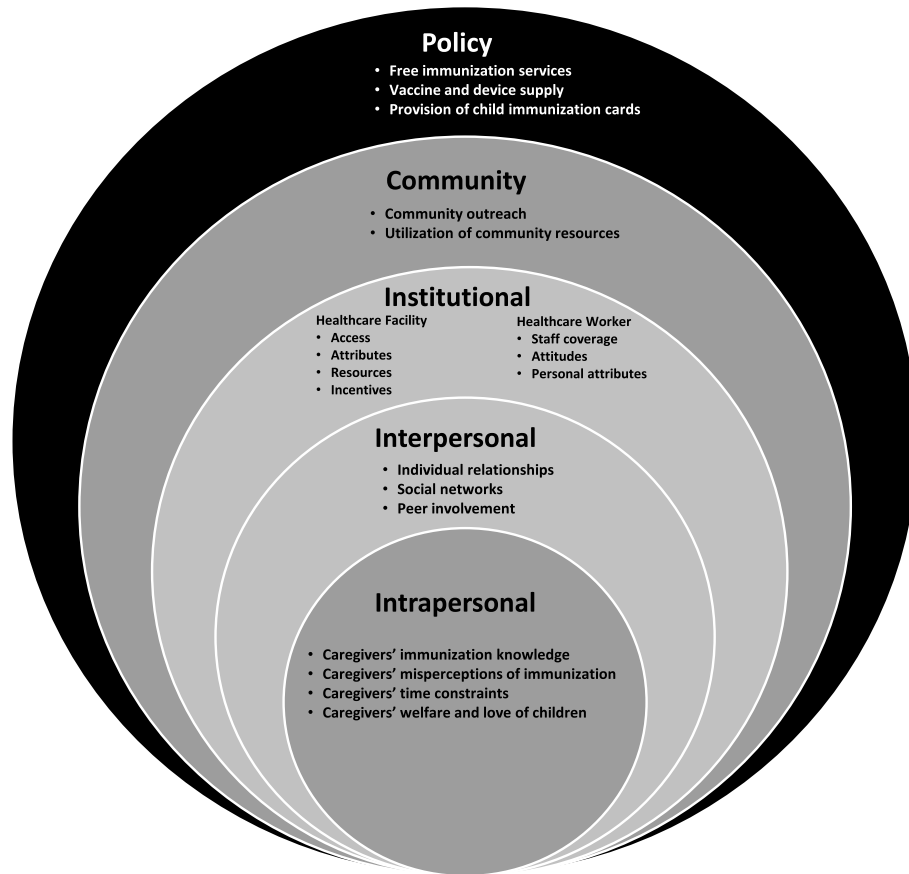 Policy
• Free immunization services
• Vaccine and device supply
• Provision of child immunization cards
Community
• Community outreach
• Utilization of community resources
Institutional
Healthcare Facility
• Access
• Attributes
• Resources
• Incentives
Healthcare Worker
• Staff coverage
• Attitudes
• Personal attributes
Interpersonal
• Individual relationships
• Social networks
• Peer involvement
Intrapersonal
• Caregivers’ immunization knowledge
• Caregivers’ misperceptions of immunization
• Caregivers’ time constraints
• Caregivers’ welfare and love of children